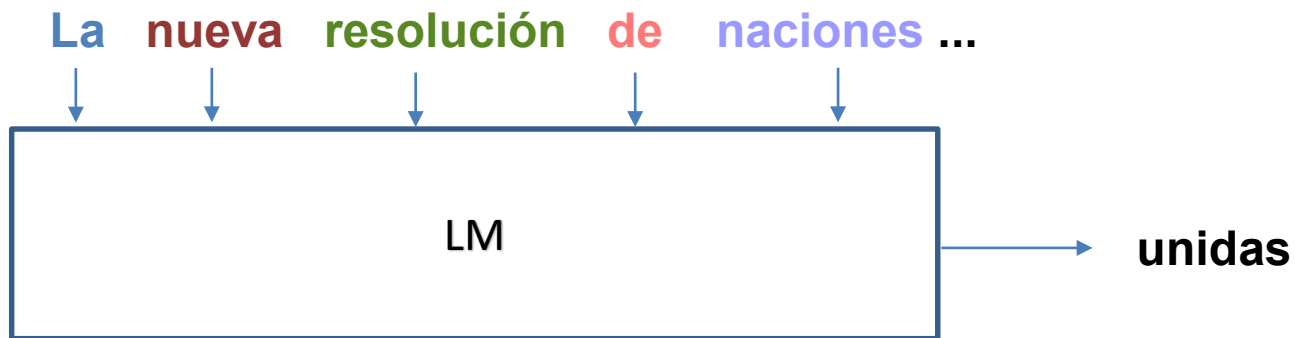 La nueva resolución de naciones ...
LM
unidas